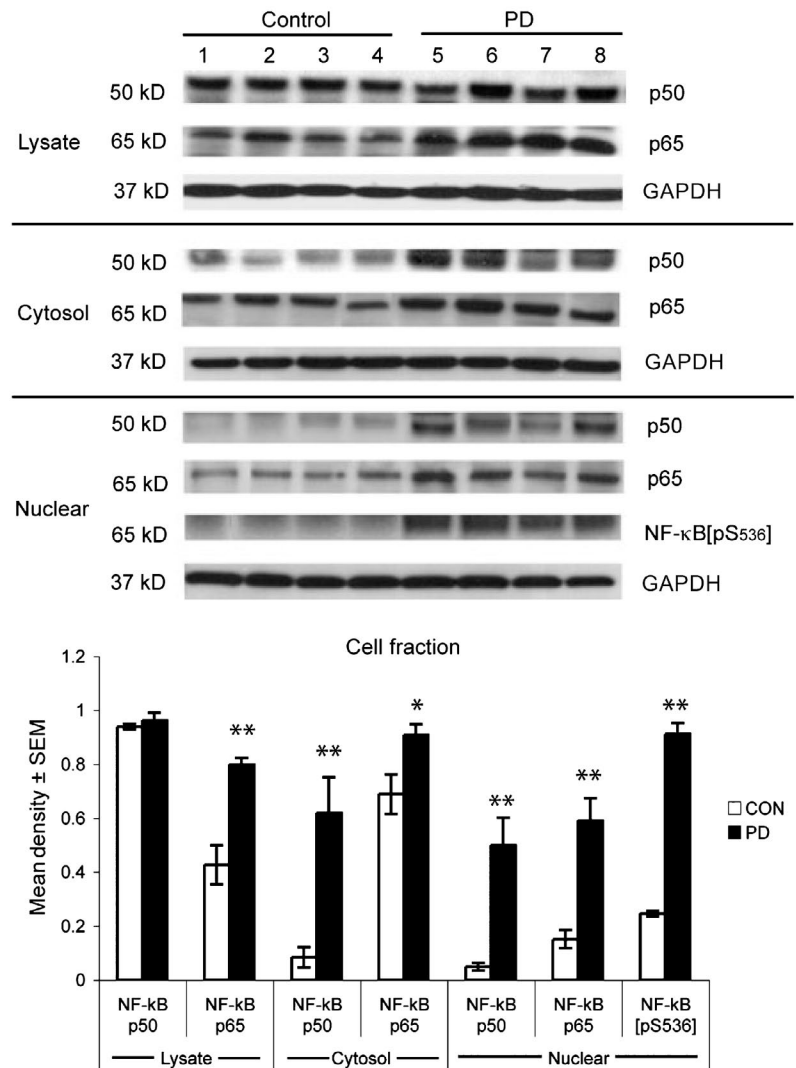 Control PD
1 2 3 4 5 6 7 8
50 kD p50
Lysate 65 kD p65
37 kD GAPDH
50 kD p50
Cytosol 65 kD p65
37 kD GAPDH
50 kD p50
65 kD p65
Nuclear
65 kD NF-κB[pS536]
37 kD GAPDH
Cell fraction
1.2
1
0.8
0.6
0.4
0.2
0
Mean density ± SEM
** ** * ** ** **
CON
PD
NF-kB p50
NF-kB p65
NF-kB p50
NF-kB p65
NF-kB p50
NF-kB p65
NF-kB [pS536]
Lysate Cytosol Nuclear